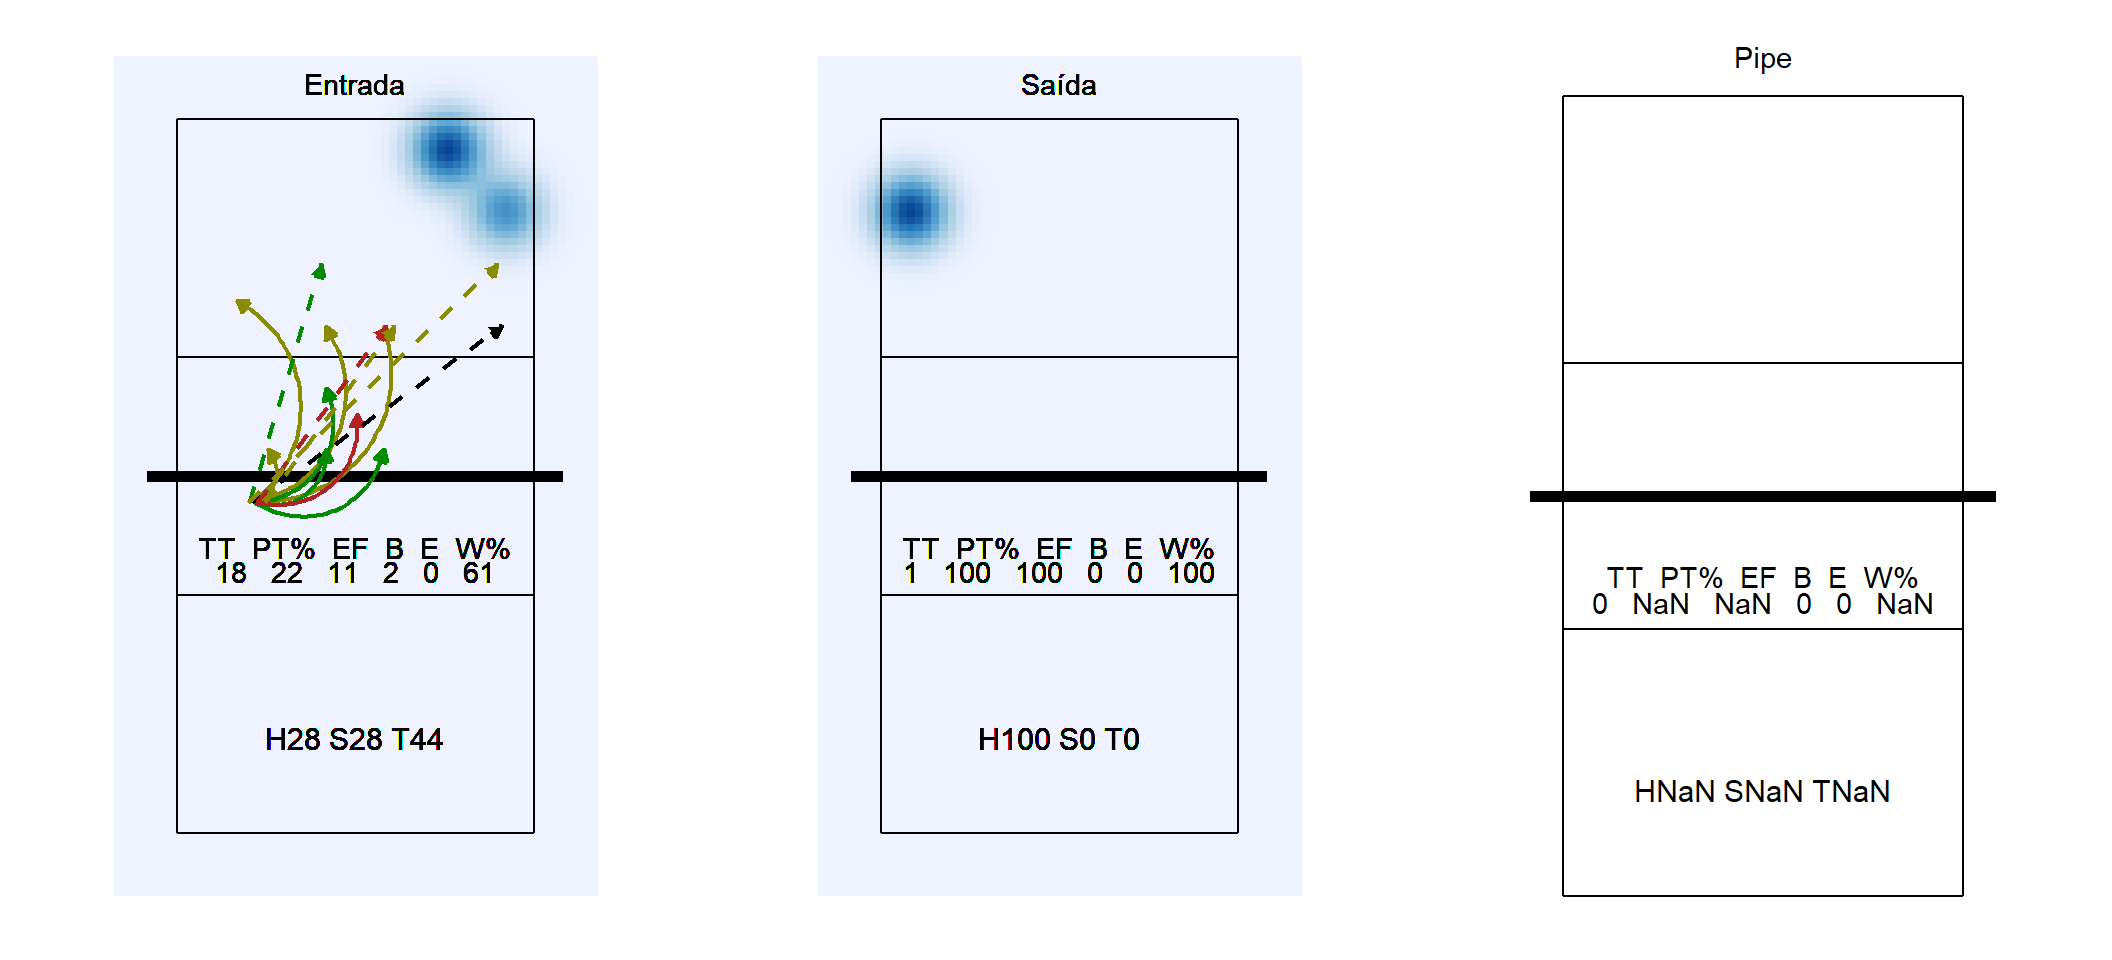 Entrada
TT PT% EF B E W%
18 22 11 2 0 61
H28 S28 T44
Saída
TT PT% EF B E W%
1 100 100 0 0 100
H100 S0 T0
Pipe
TT PT% EF B E W%
0 NaN NaN 0 0 NaN
HNaN SNaN TNaN